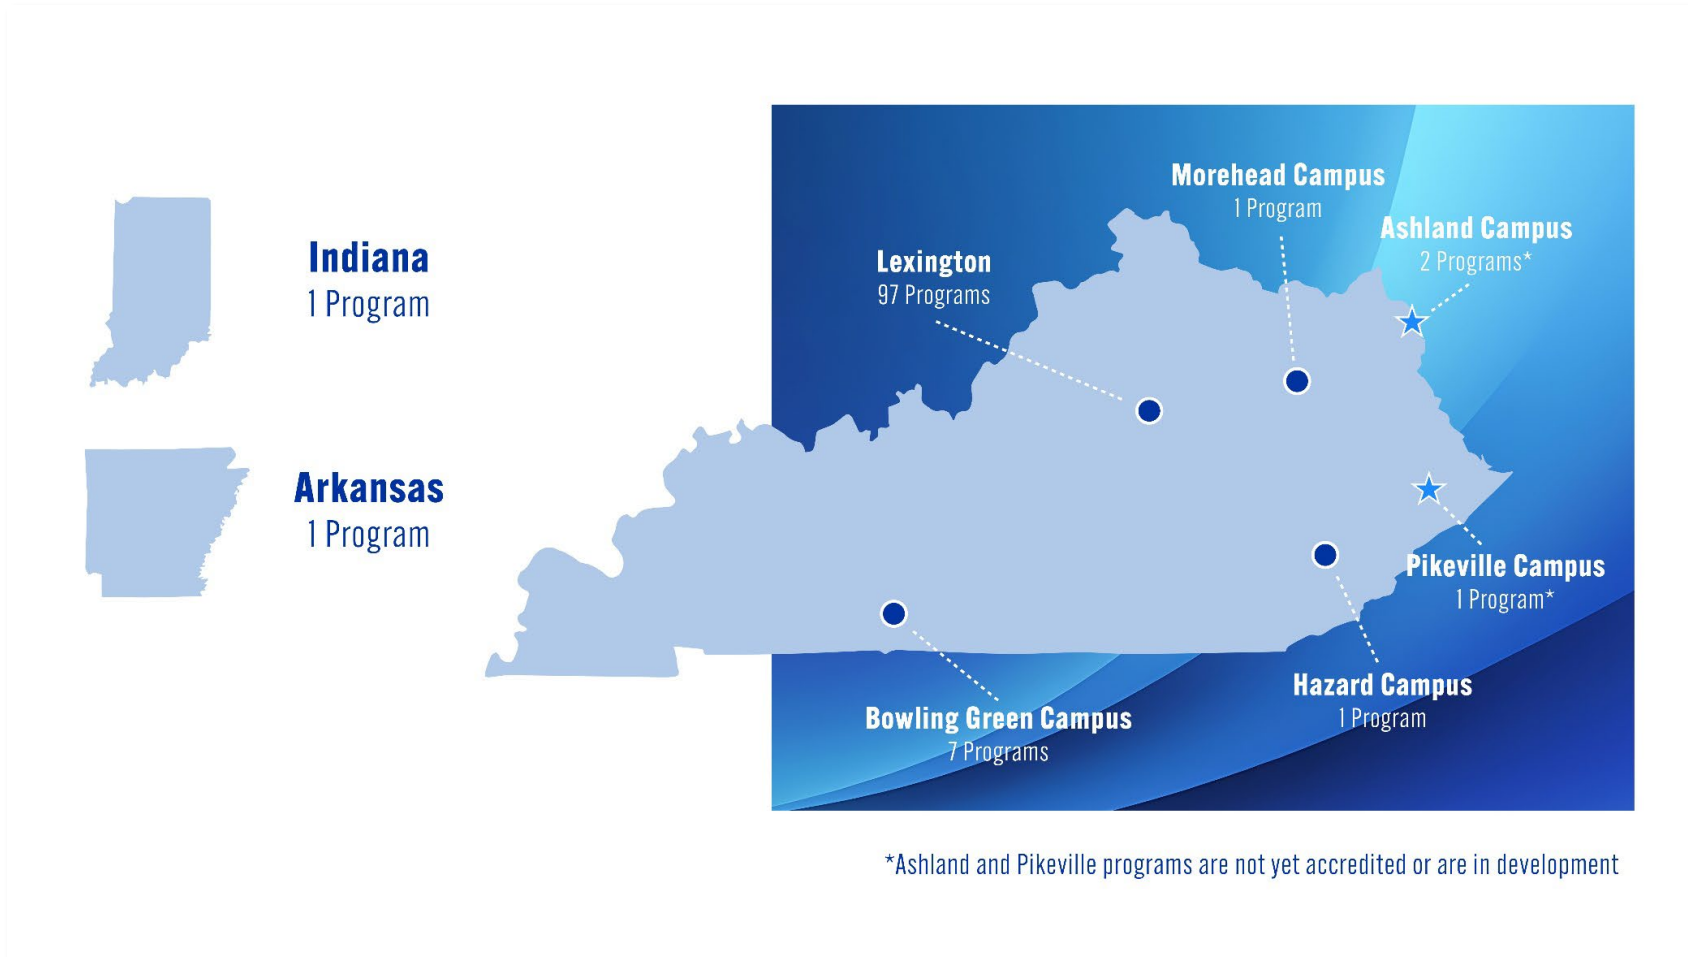 Indiana
1 Program
Arkansas
1 Program
Morehead Campus
1 Program
Ashland Campus
2 Programs*
Lexington
97 Programs
Pikeville Campus
1 Program*
Hazard Campus
1 Program
Bowling Green Campus
7 Programs
*Ashland and Pikeville programs are not yet accredited or are in development